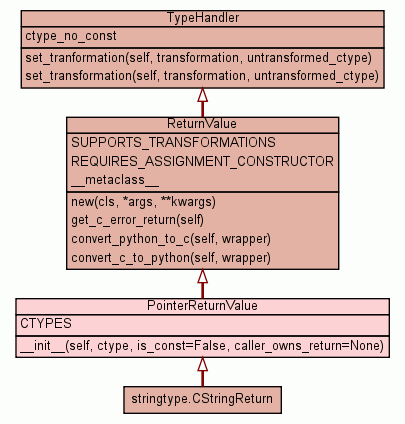 TypeHandler
ctype_no_const
set_tranformation(self, transformation, untransformed_ctype)
set_transformation(self, transformation, untransformed_ctype)
ReturnValue
SUPPORTS_TRANSFORMATIONS
REQUIRES_ASSIGNMENT_CONSTRUCTOR
__metaclass__
new(cls, *args, **kwargs)
get_c_error_return(self)
convert_python_to_c(self, wrapper)
convert_c_to_python(self, wrapper)
PointerReturnValue
CTYPES
__init__(self, ctype, is_const=False, caller_owns_return=None)
stringtype.CStringReturn